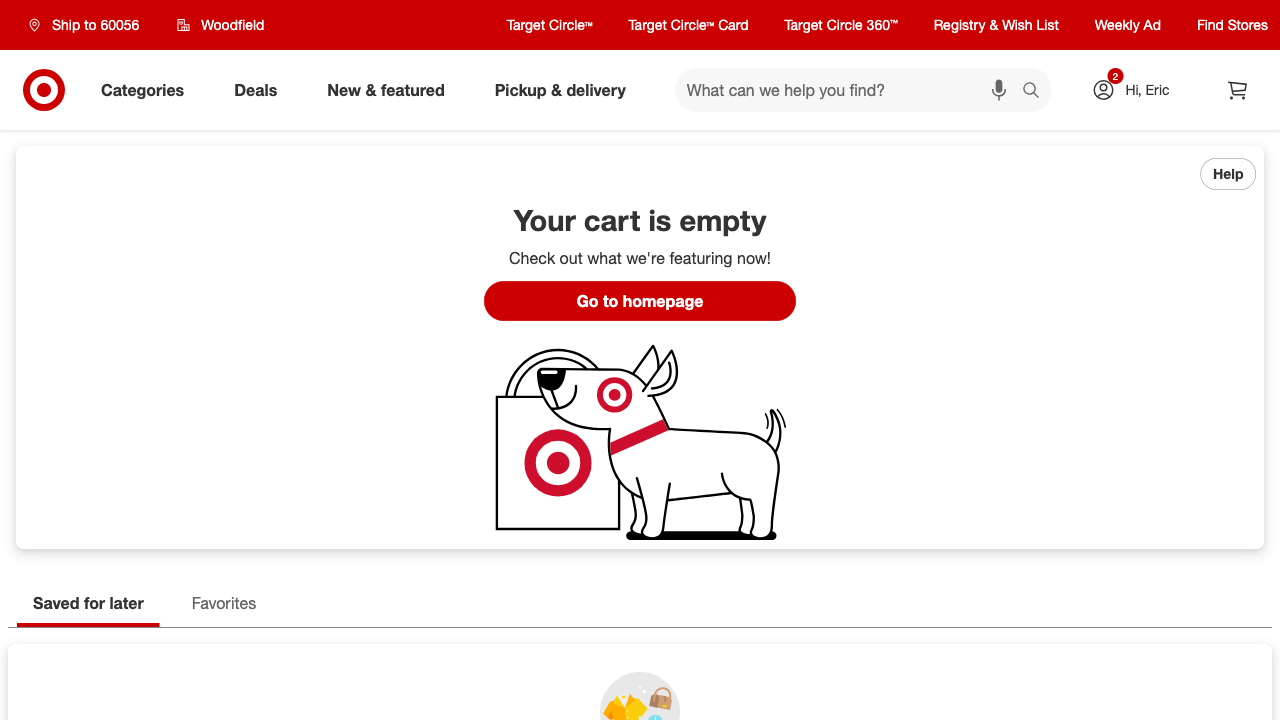 Ship to 60056
Woodfield
Target Circle™
Target Circle™ Card
Target Circle 360™
Registry & Wish List
Weekly Ad
Find Stores
Categories
Deals
New & featured
Pickup & delivery
What can we help you find?
2
Hi, Eric
Help
Your cart is empty
Check out what we're featuring now!
Go to homepage
Saved for later
Favorites